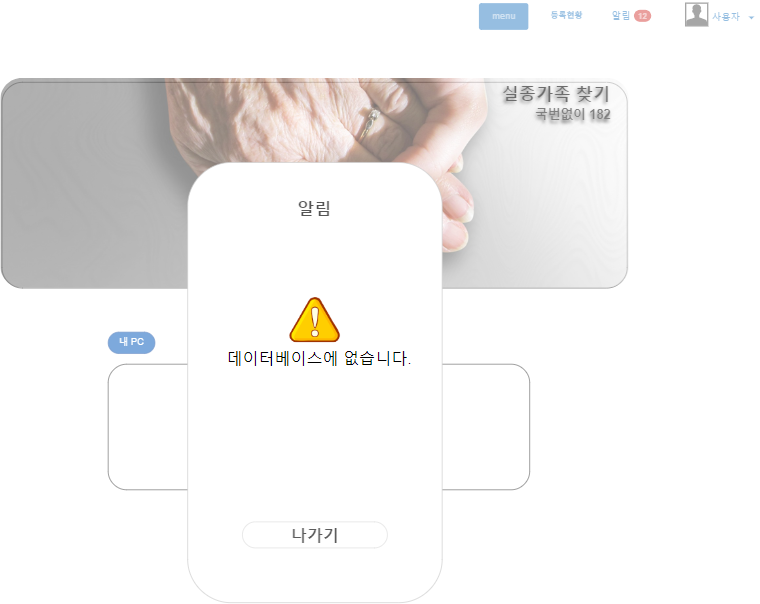 menu
등록현황
알림 12
사용자
실종가족 찾기
국번없이 182
알림
데이터베이스에 없습니다.
내 PC
나가기